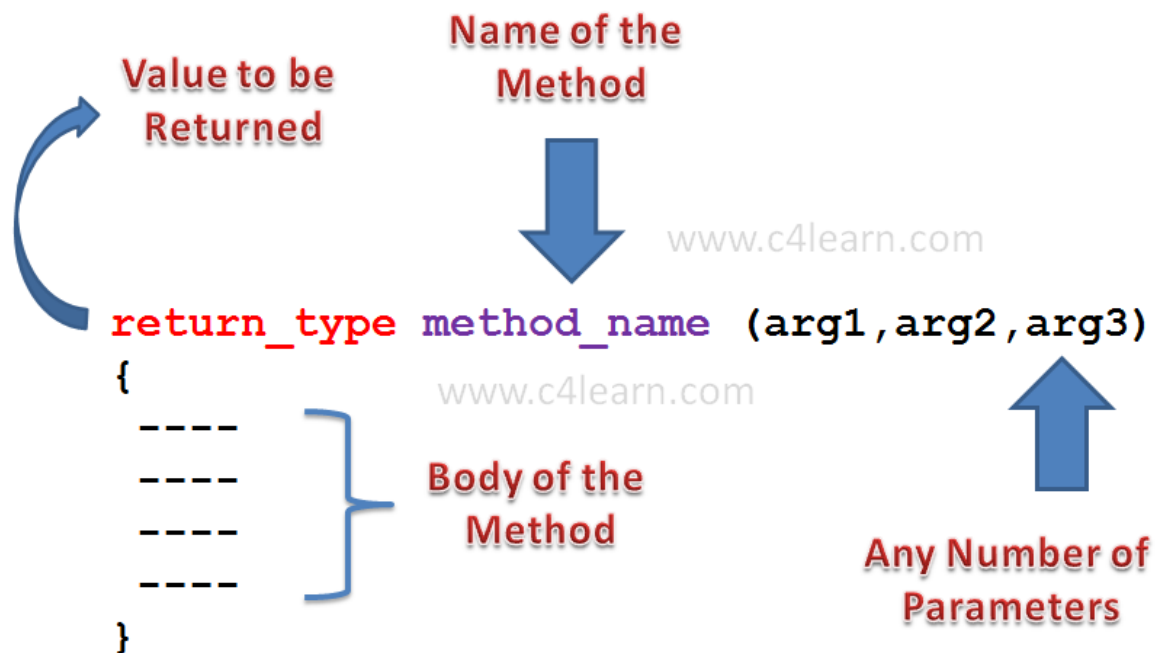 Name of the
Method
Value to be
Returned
www.c4learn.com
return_type method_name (arg1,arg2,arg3)
{
www.c4learn.com
----
----
----
----
Body of the
Method
Any Number of
Parameters
}